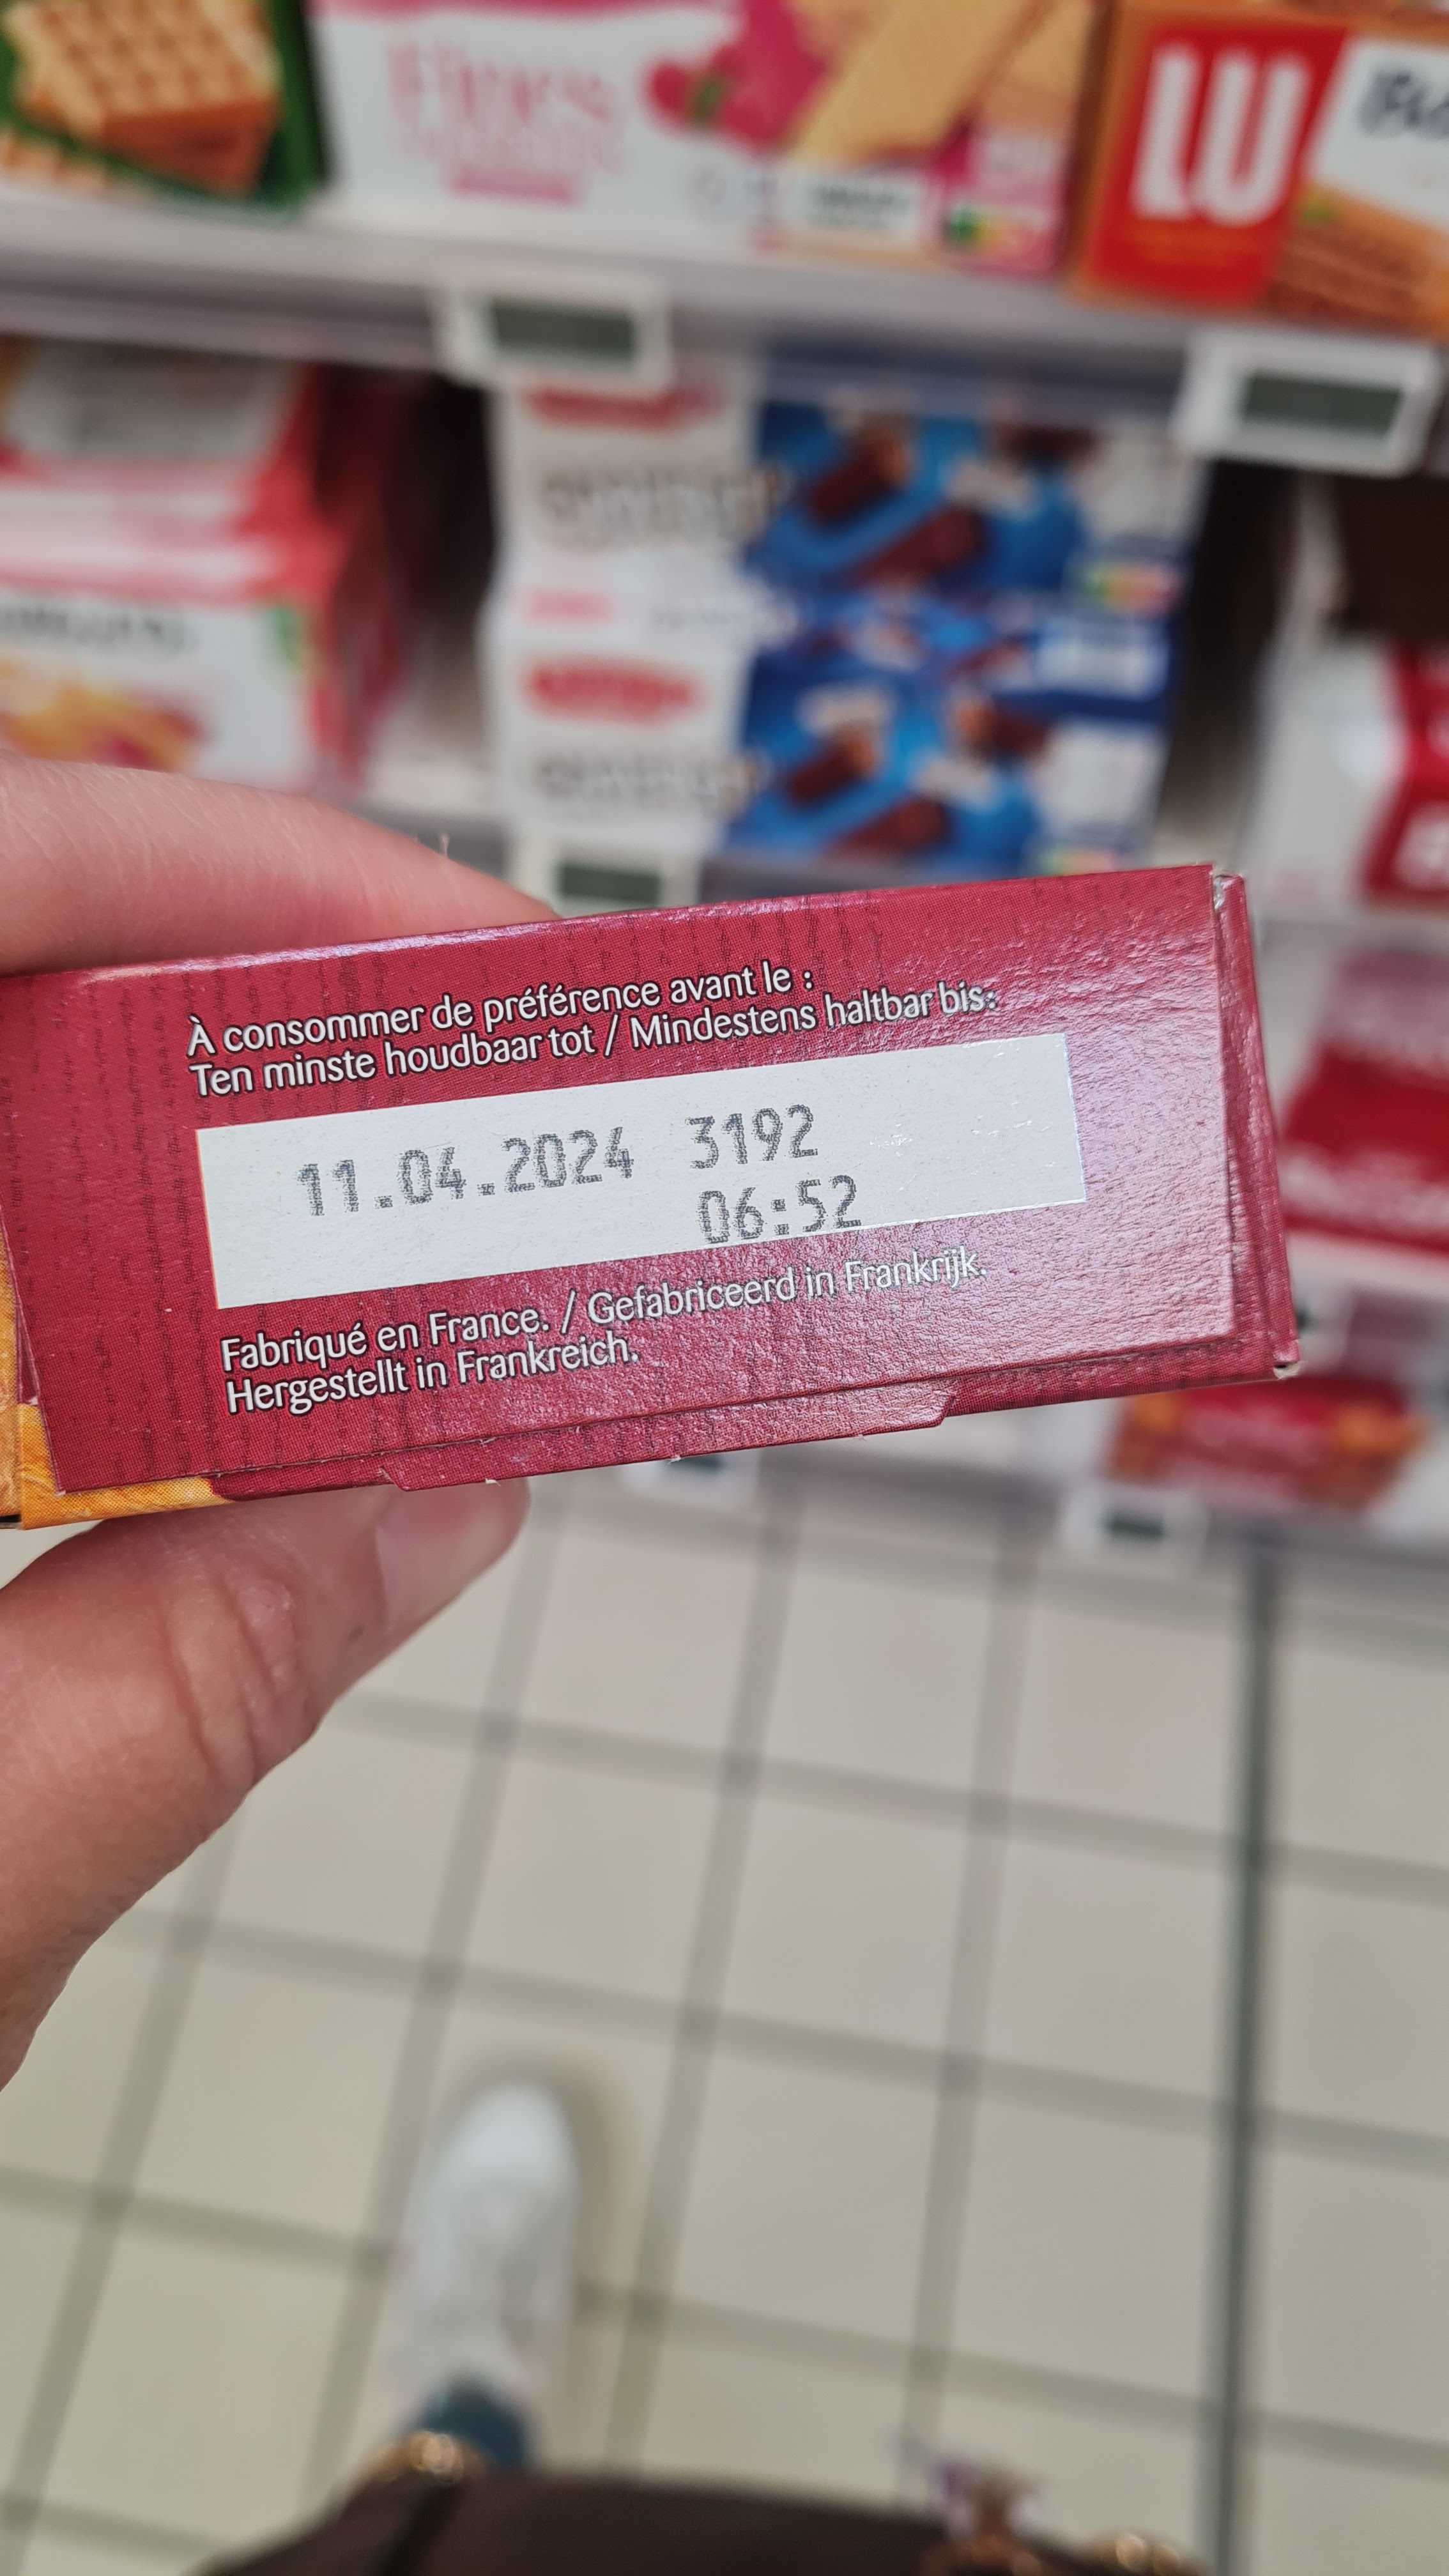 Fines
LU
À consommer de préférence avant le :
Ten minste houdbaar tot / Mindestens haltbar bis:
11.04.2024 3192
06:52
Fabriqué en France. / Gefabriceerd in Frankrijk.
Hergestellt in Frankreich.